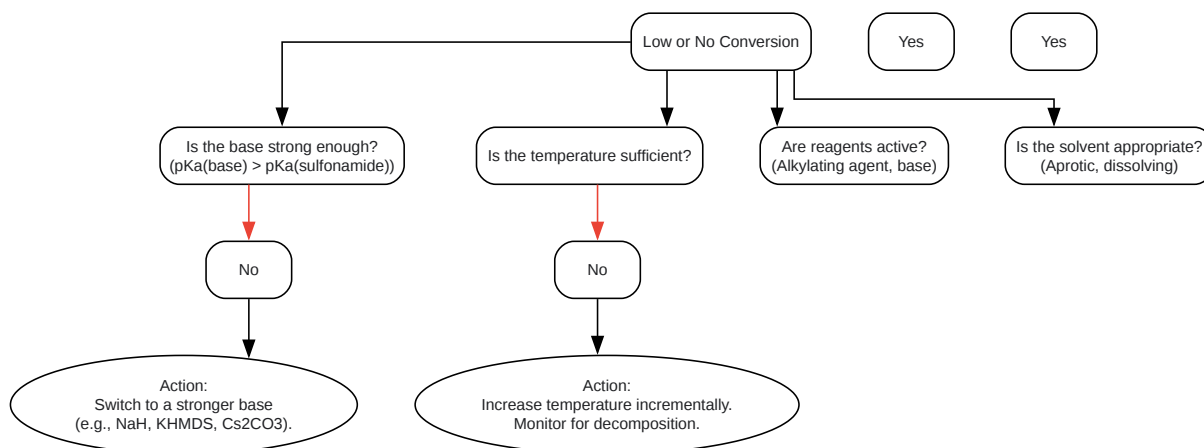 Low or No Conversion
Yes
Yes
Is the base strong enough?
(pKa(base) > pKa(sulfonamide))
Is the temperature sufficient?
Are reagents active?
(Alkylating agent, base)
Is the solvent appropriate?
(Aprotic, dissolving)
No
No
Action:
Switch to a stronger base
(e.g., NaH, KHMDS, Cs2CO3).
Action:
Increase temperature incrementally.
Monitor for decomposition.